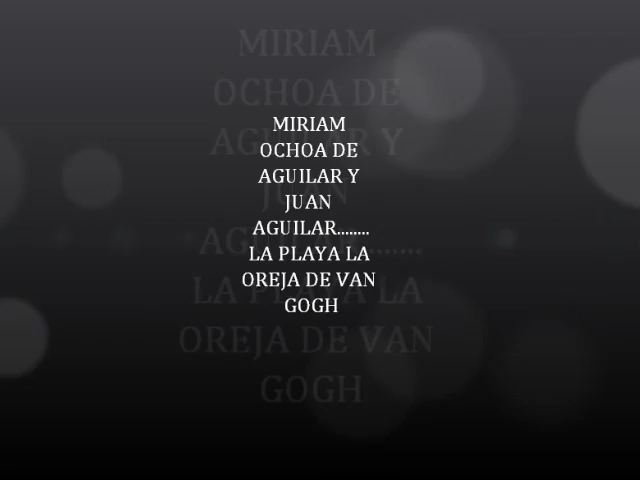 MIRIAM
OCHOA DE
AGUILAR Y
JUAN
AGUILAR........
LA PLAYA LA
OREJA DE VAN
GOGH